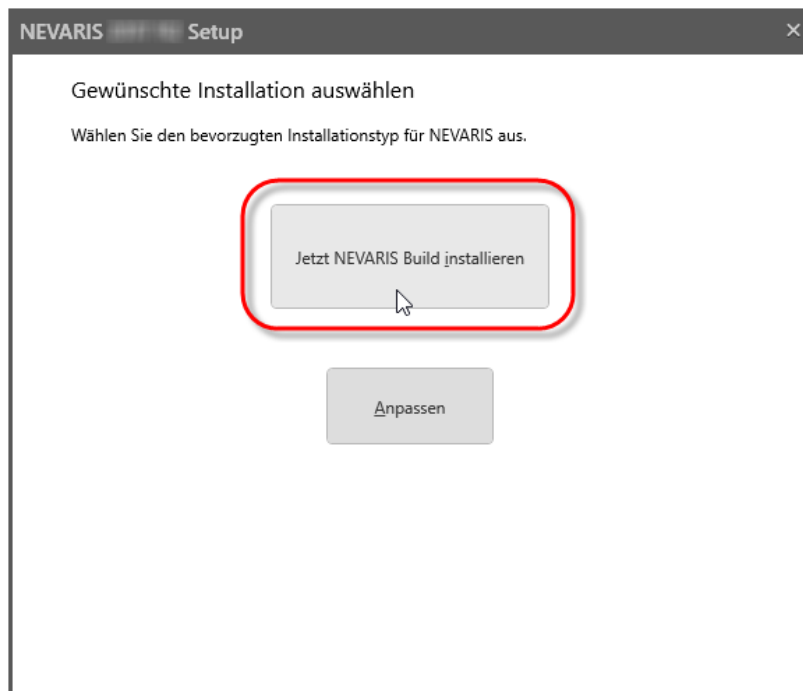 NEVARIS Setup
Gewünschte Installation auswählen
Wählen Sie den bevorzugten Installationstyp für NEVARIS aus.
Jetzt NEVARIS Build installieren
Anpassen